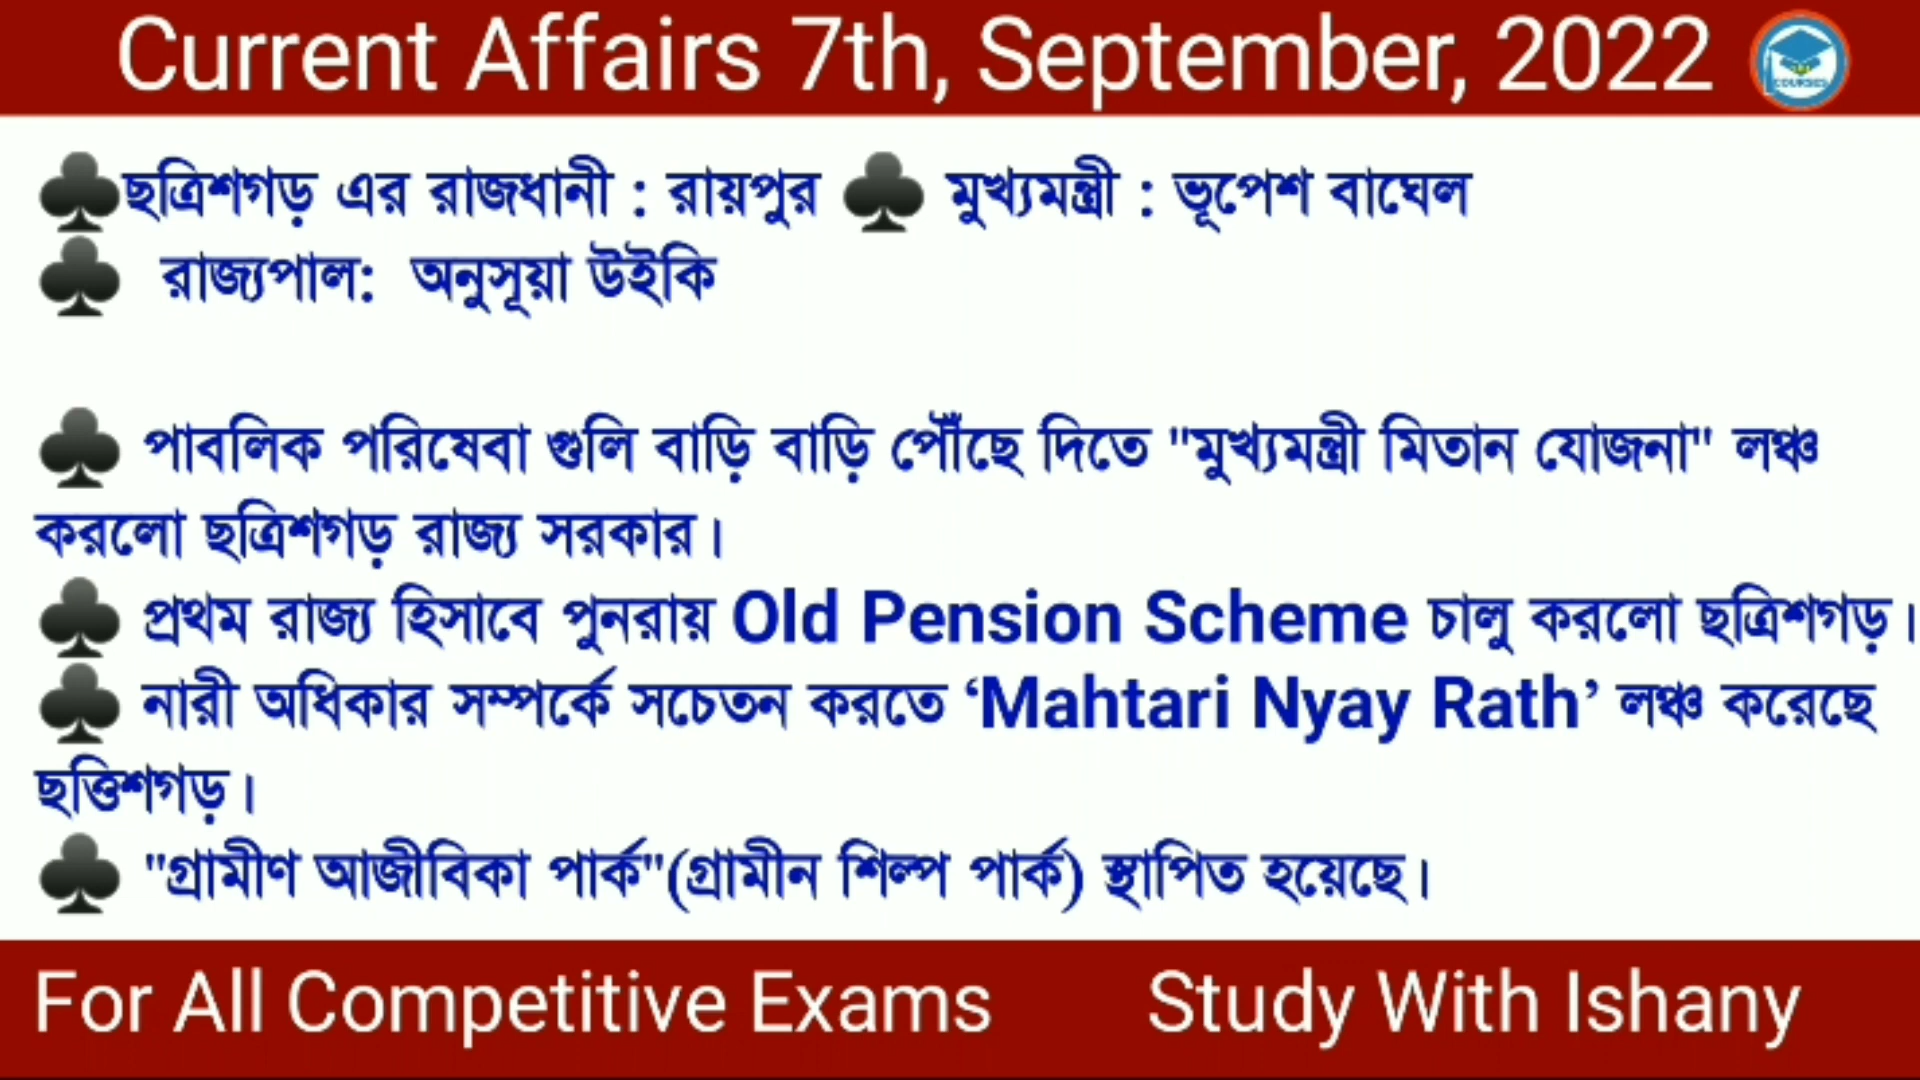 Current Affairs 7th, September, 2022
COURSES
♣ছত্রিশগড় এর রাজধানী : রায়পুর ♣ মুখ্যমন্ত্রী : ভূপেশ বাঘেল
♣ রাজ্যপাল: অনুসূয়া উইকি
♣ পাবলিক পরিষেবা গুলি বাড়ি বাড়ি পৌঁছে দিতে "মুখ্যমন্ত্রী মিতান যোজনা" লঞ্চ
করলো ছত্রিশগড় রাজ্য সরকার।
♣ প্রথম রাজ্য হিসাবে পুনরায় Old Pension Scheme চালু করলো ছত্রিশগড়।
♣ নারী অধিকার সম্পর্কে সচেতন করতে ‘Mahtari Nyay Rath’ লঞ্চ করেছে
ছত্তিশগড়।
♣ "গ্রামীণ আজীবিকা পার্ক"(গ্রামীন শিল্প পার্ক) স্থাপিত হয়েছে।
For All Competitive Exams Study With Ishany